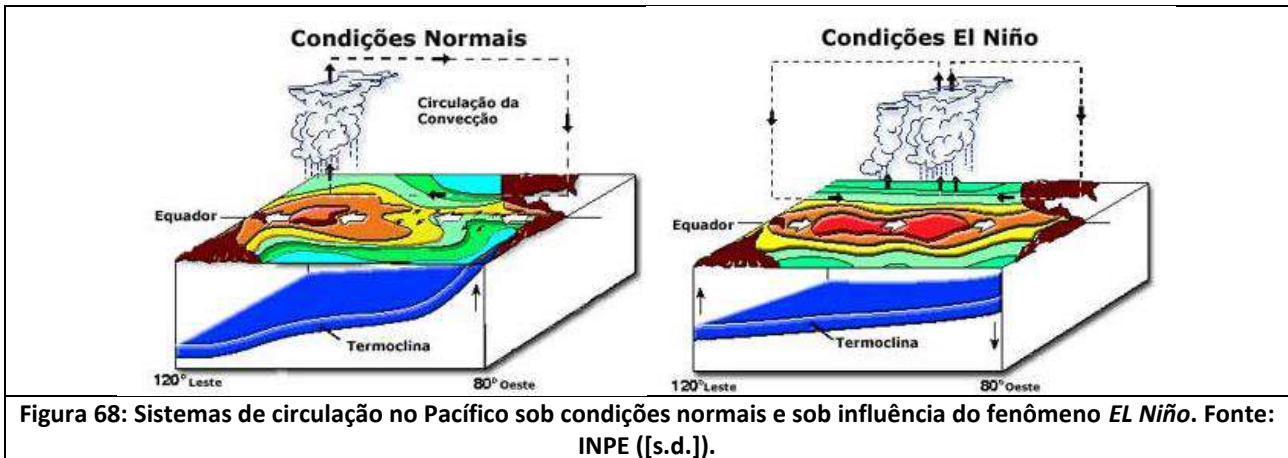 Condições Normais
Circulação da
Convecção
Equador
Termoclina
120° Leste
80° Oeste
Condições El Niño
Equador
Termoclina
120° Leste
80° Oeste
Figura 68: Sistemas de circulação no Pacífico sob condições normais e sob influência do fenômeno EL Niño. Fonte:
INPE ([s.d.]).